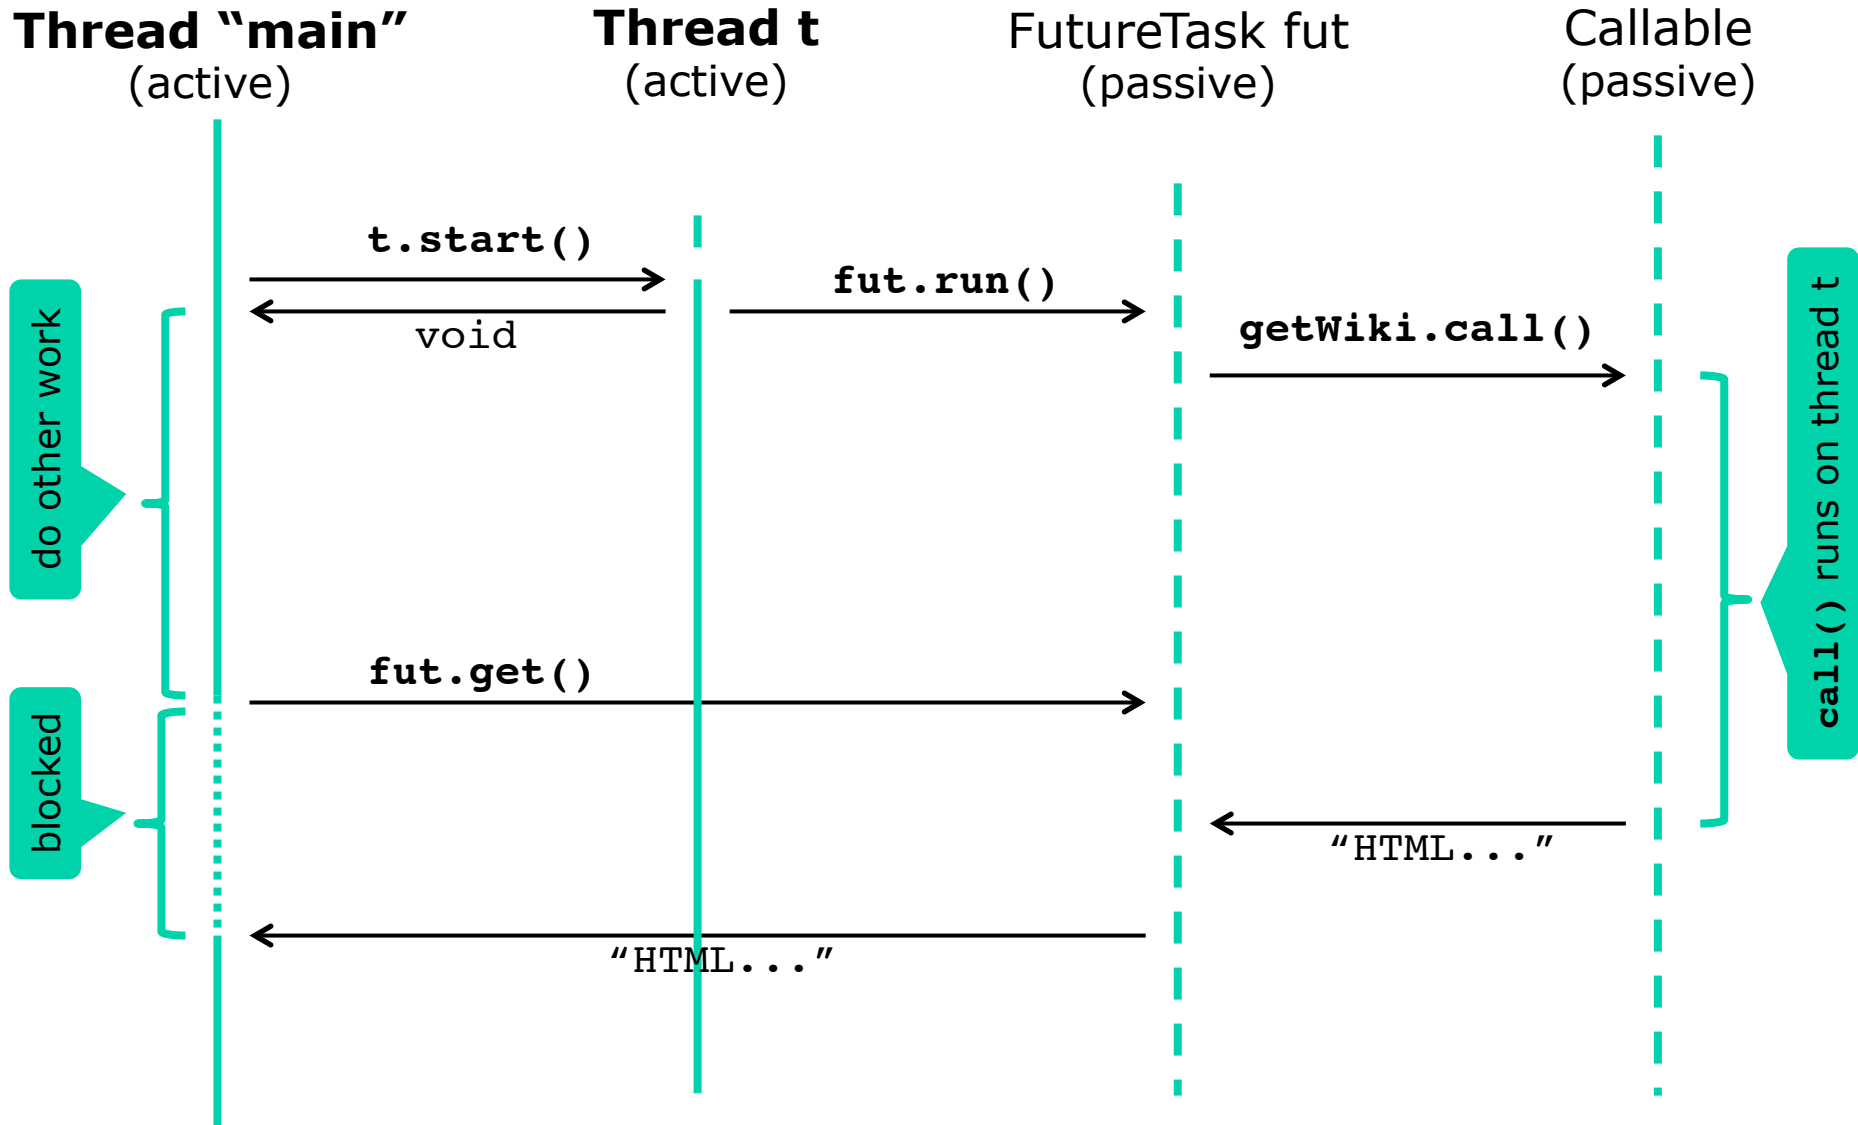 Thread “main”
(active)
Thread t
(active)
FutureTask fut
(passive)
Callable
(passive)
t.start()
void
fut.run()
getWiki.call()
do other work
call() runs on thread t
fut.get()
blocked
“HTML...”
“HTML...”